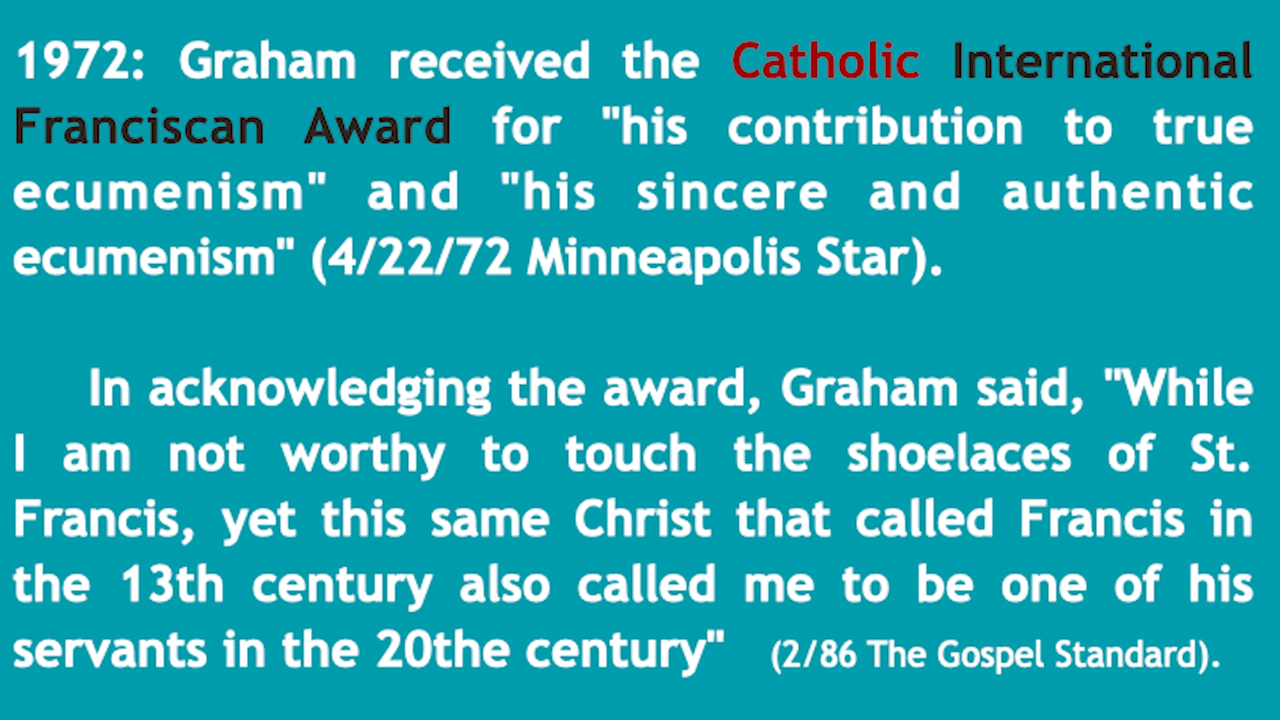 1972: Graham received the Catholic International
Franciscan Award for "his contribution to true
ecumenism" and "his sincere and authentic
ecumenism" (4/22/72 Minneapolis Star).
In acknowledging the award, Graham said, "While
I am not worthy to touch the shoelaces of St.
Francis, yet this same Christ that called Francis in
the 13th century also called me to be one of his
servants in the 20the century" (2/86 The Gospel Standard).